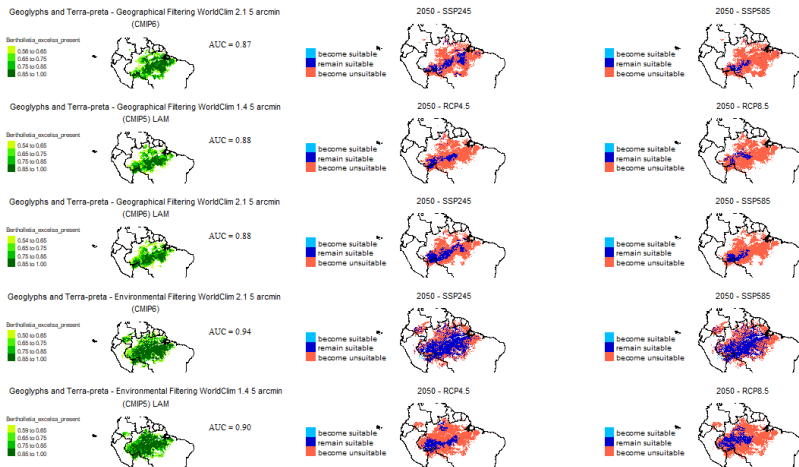 Geoglyphs and Terra-preta - Geographical Filtering WorldClim 2.1 5 arcmin
(CMIP6)
2050 - SSP245
2050 - SSP585
Bertholletia_excelsa_present
0.56 to 0.65
0.65 to 0.75
0.75 to 0.85
0.85 to 1.00
AUC = 0.87
become suitable
remain suitable
become unsuitable
become suitable
remain suitable
become unsuitable
Geoglyphs and Terra-preta - Geographical Filtering WorldClim 1.4 5 arcmin
(CMIP5) LAM
2050 - RCP4.5
2050 - RCP8.5
Bertholletia_excelsa_present
0.54 to 0.65
0.65 to 0.75
0.75 to 0.85
0.85 to 1.00
AUC = 0.88
become suitable
remain suitable
become unsuitable
become suitable
remain suitable
become unsuitable
Geoglyphs and Terra-preta - Geographical Filtering WorldClim 2.1 5 arcmin
(CMIP6) LAM
2050 - SSP245
2050 - SSP585
Bertholletia_excelsa_present
0.54 to 0.65
0.65 to 0.75
0.75 to 0.85
0.85 to 1.00
AUC = 0.88
become suitable
remain suitable
become unsuitable
become suitable
remain suitable
become unsuitable
Geoglyphs and Terra-preta - Environmental Filtering WorldClim 2.1 5 arcmin
(CMIP6)
2050 - SSP245
2050 - SSP585
Bertholletia_excelsa_present
0.50 to 0.65
0.65 to 0.75
0.75 to 0.85
0.85 to 1.00
AUC = 0.94
become suitable
remain suitable
become unsuitable
become suitable
remain suitable
become unsuitable
Geoglyphs and Terra-preta - Environmental Filtering WorldClim 1.4 5 arcmin
(CMIP5) LAM
2050 - RCP4.5
2050 - RCP8.5
Bertholletia_excelsa_present
0.59 to 0.65
0.65 to 0.75
0.75 to 0.85
0.85 to 1.00
AUC = 0.90
become suitable
remain suitable
become unsuitable
become suitable
remain suitable
become unsuitable